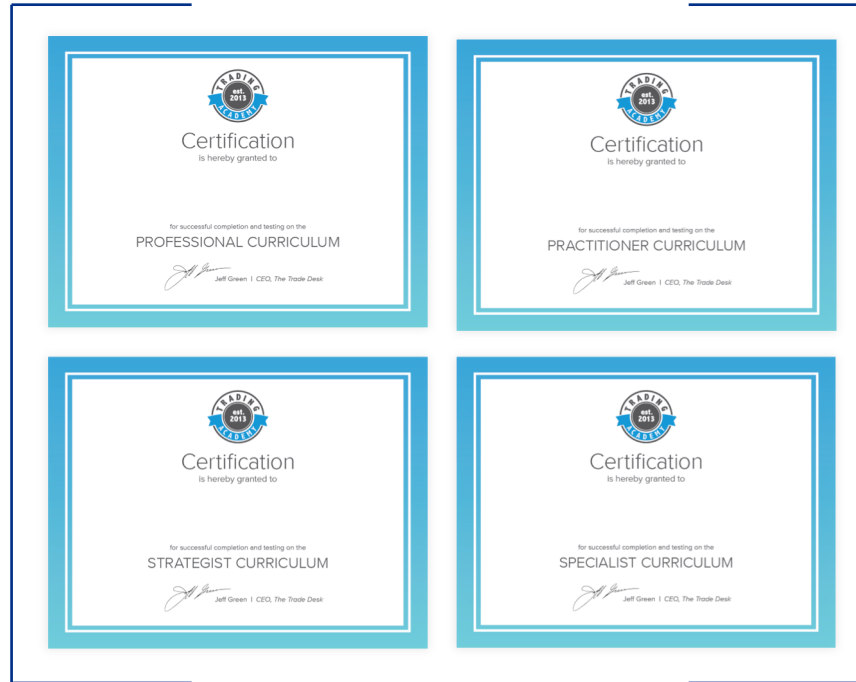 TRADING
est.
2013
ACADEMY
Certification
is hereby granted to
for successful completion and testing on the
PROFESSIONAL CURRICULUM
Jeff Green | CEO, The Trade Desk
TRADING
est.
2013
ACADEMY
Certification
is hereby granted to
for successful completion and testing on the
PRACTITIONER CURRICULUM
Jeff Green | CEO, The Trade Desk
TRADING
est.
2013
ACADEMY
Certification
is hereby granted to
for successful completion and testing on the
STRATEGIST CURRICULUM
Jeff Green | CEO, The Trade Desk
TRADING
est.
2013
ACADEMY
Certification
is hereby granted to
for successful completion and testing on the
SPECIALIST CURRICULUM
Jeff Green | CEO, The Trade Desk